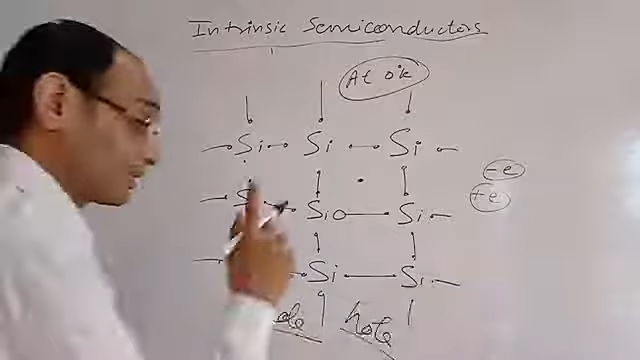 Intrinsic Semiconductors
At 0°k
Si Si Si
-e
Si Si Si
+e
Si Si
hole